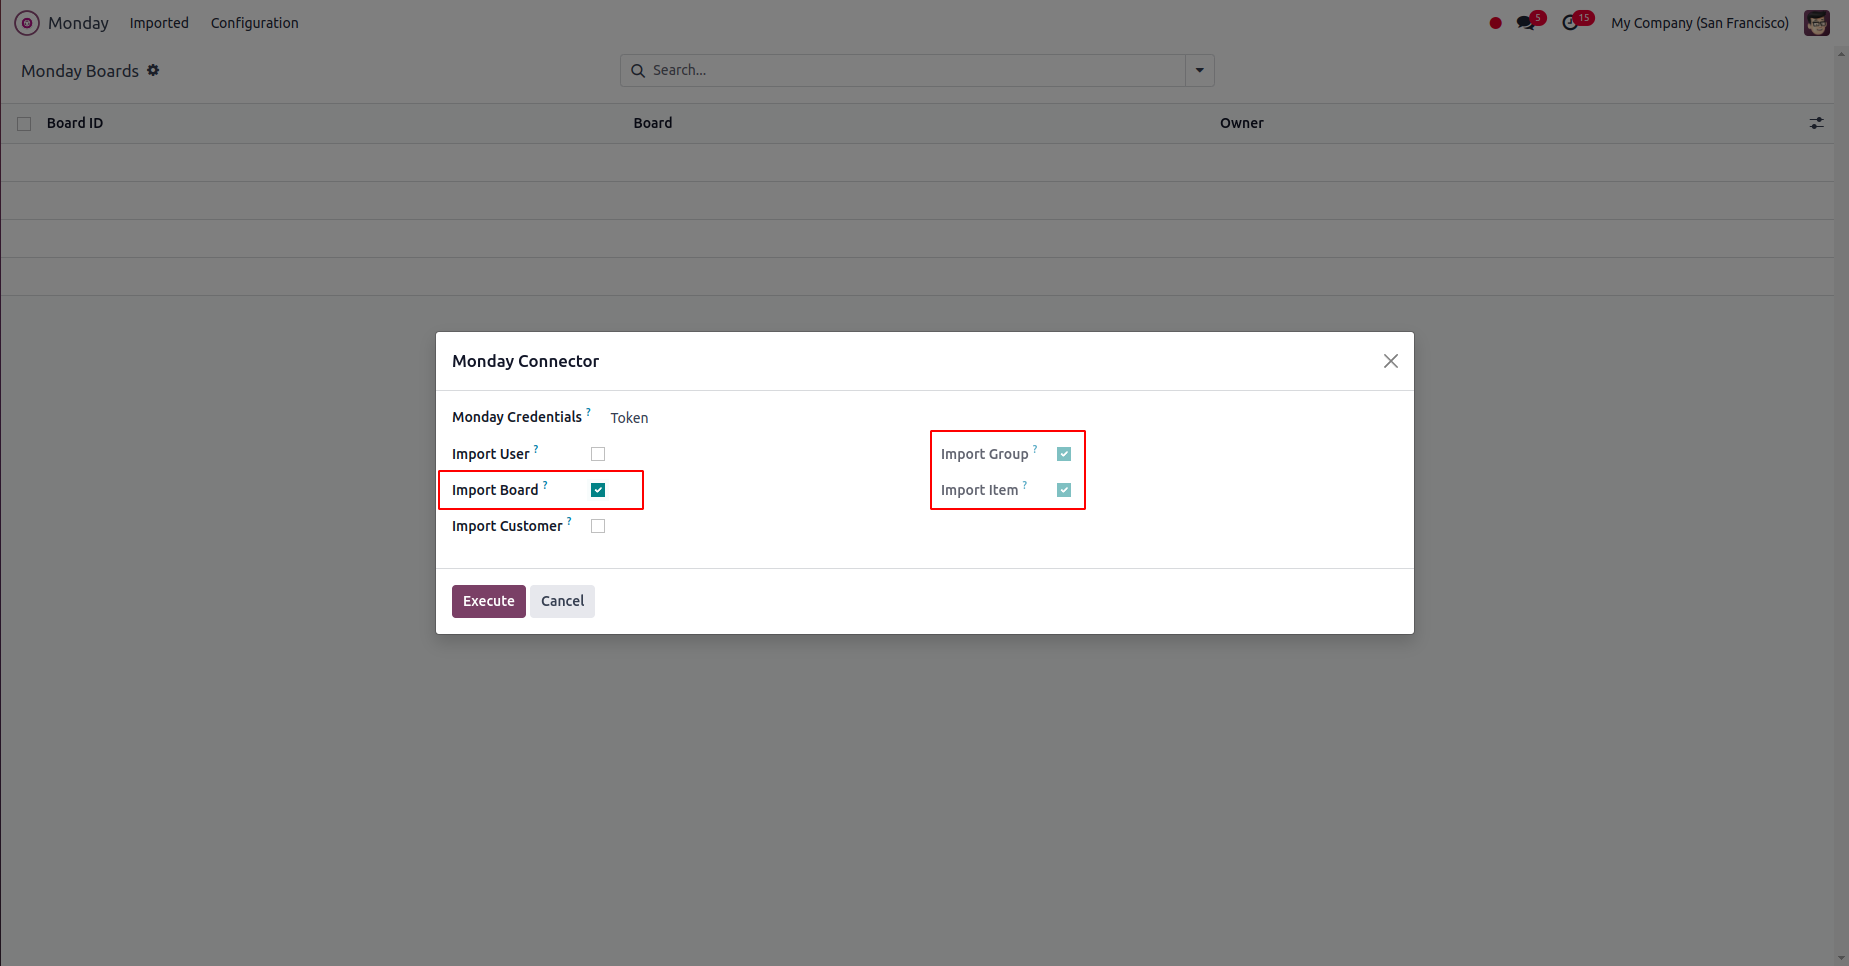 Monday Imported Configuration 5 15 My Company (San Francisco)
Monday Boards Search...
Board ID Board Owner
Monday Connector
Monday Credentials ? Token
Import User ? Import Group ?
Import Board ? Import Item ?
Import Customer ?
Execute Cancel